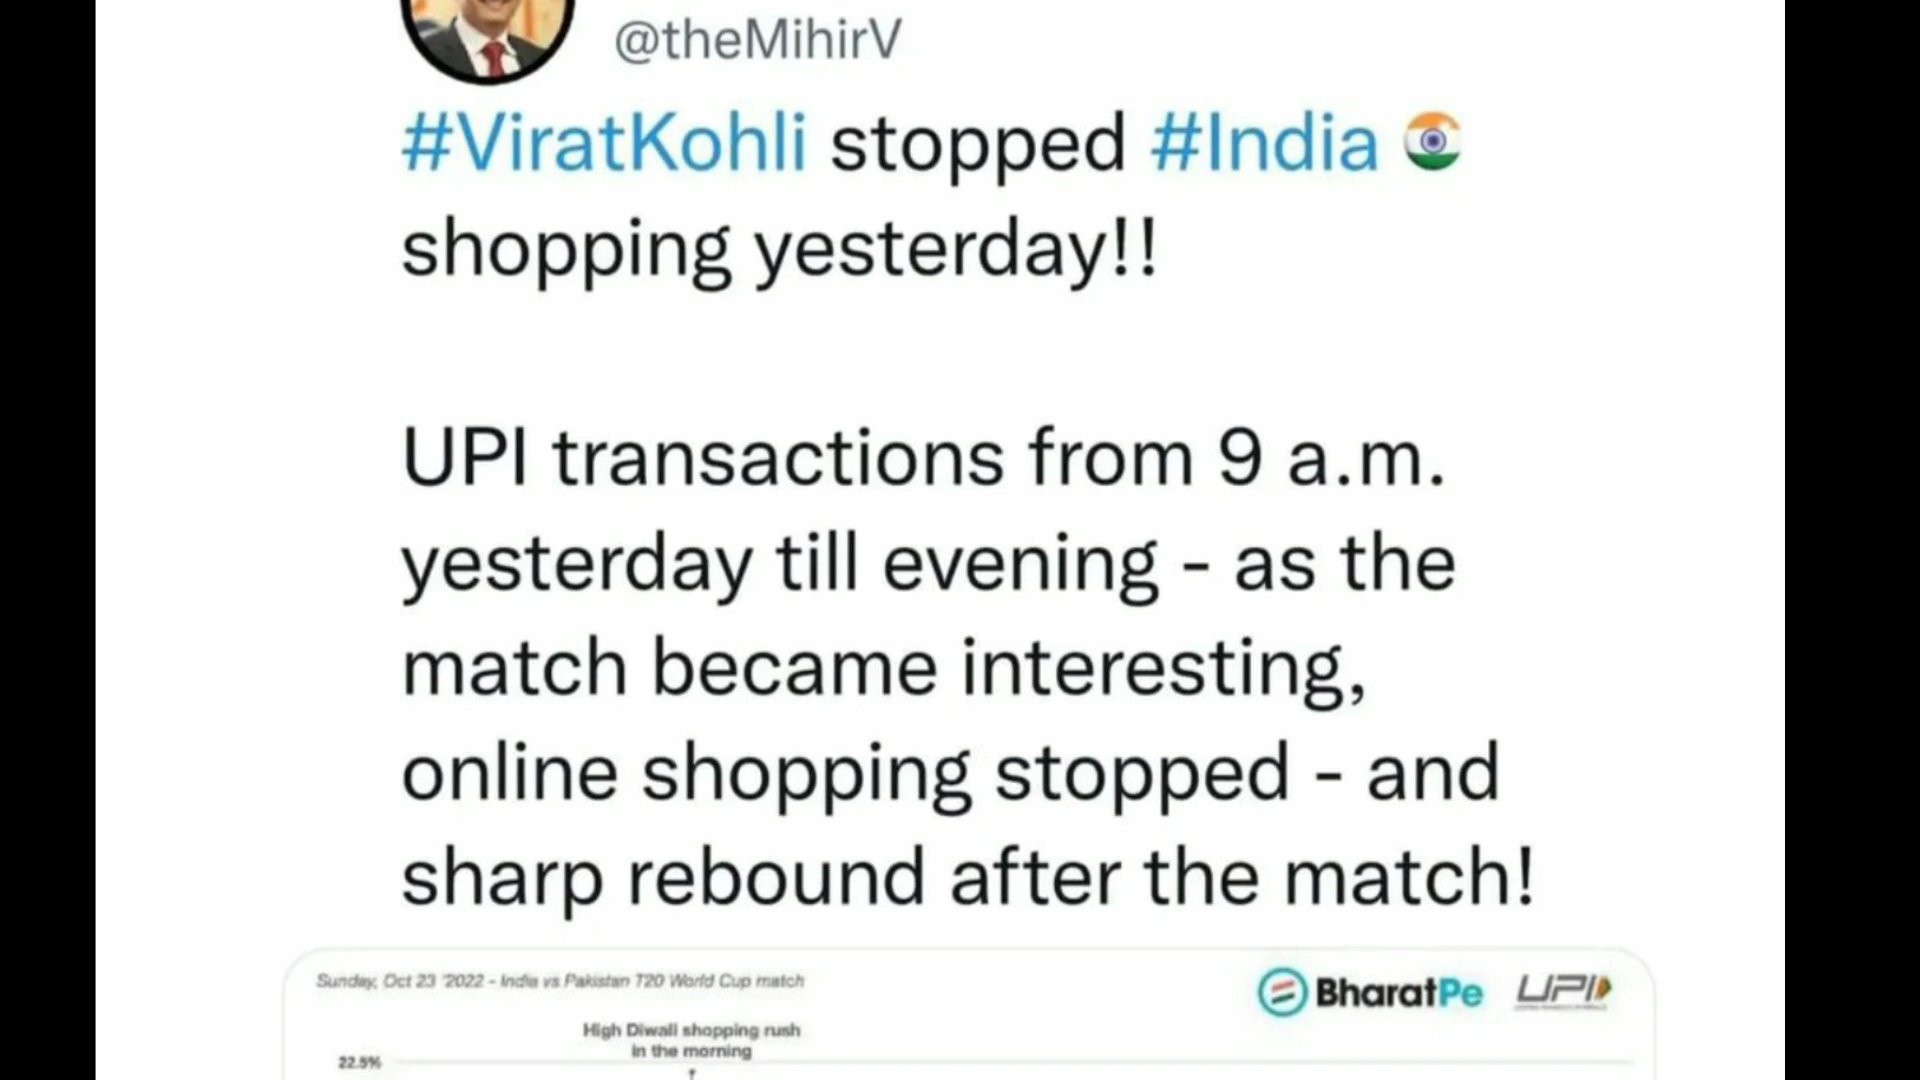 @theMihirV
#ViratKohli stopped #India 🇮🇳
shopping yesterday!!
UPI transactions from 9 a.m.
yesterday till evening - as the
match became interesting,
online shopping stopped - and
sharp rebound after the match!
Sunday, Oct 23 '2022 - India vs Pakistan T20 World Cup match
BharatPe UPI
High Diwali shopping rush
in the morning
22.5%